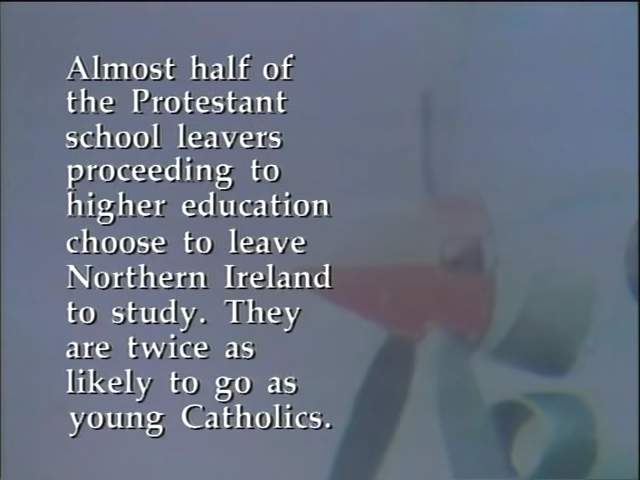 Almost half of
the Protestant
school leavers
proceeding to
higher education
choose to leave
Northern Ireland
to study. They
are twice as
likely to go as
young Catholics.